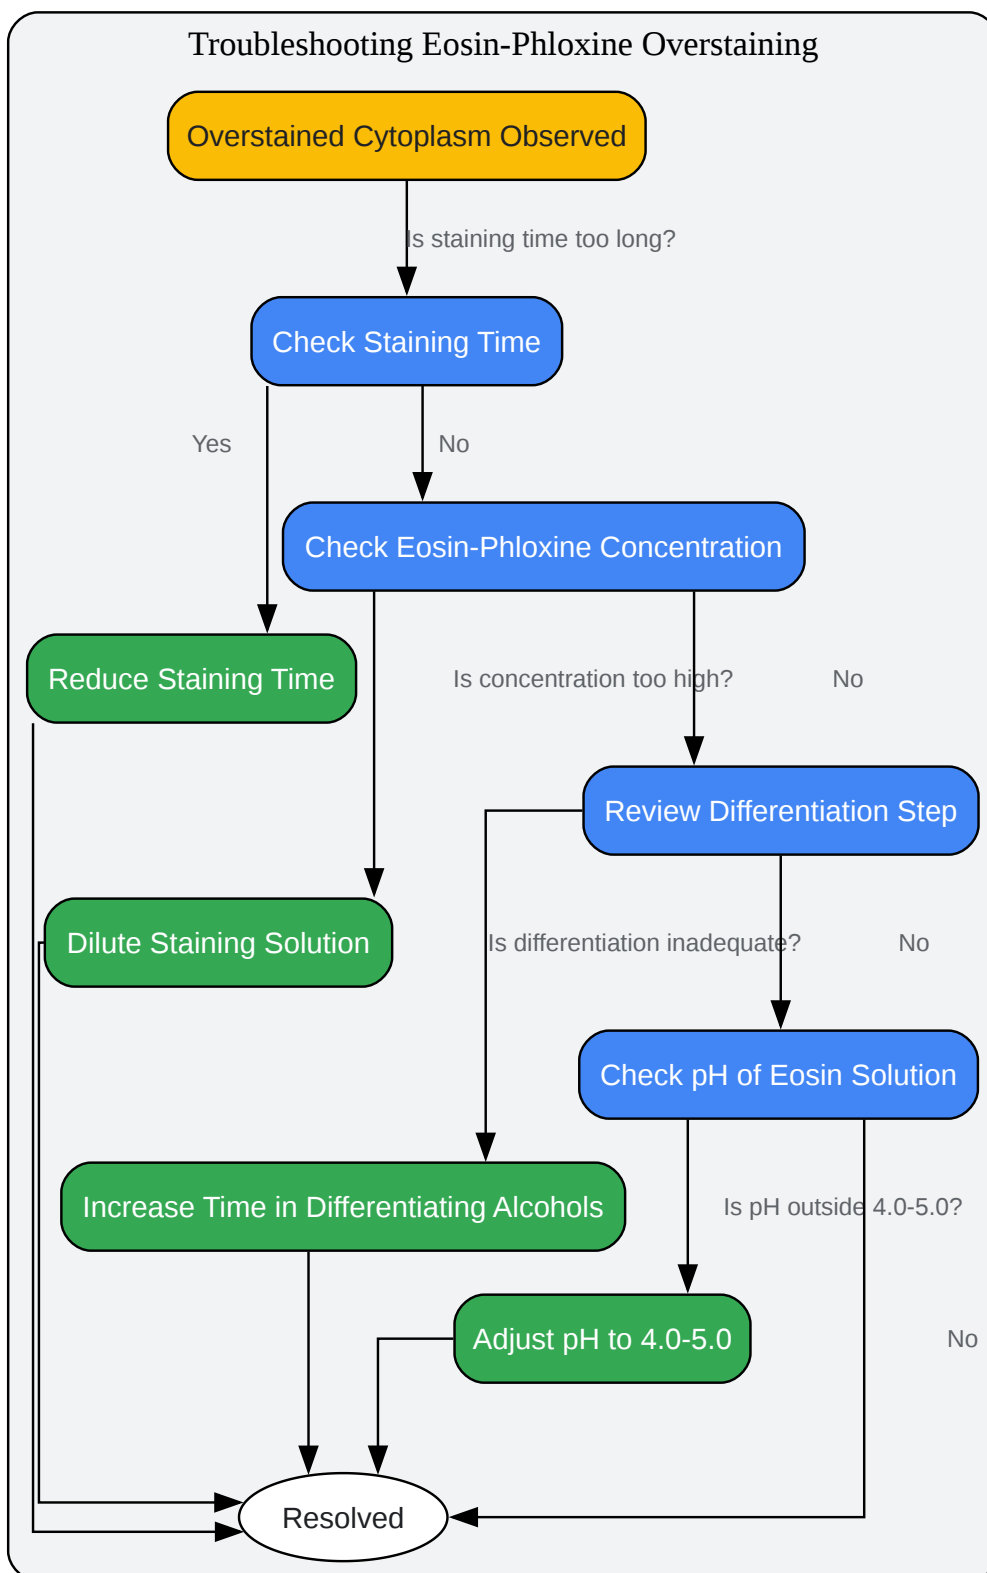 Troubleshooting Eosin-Phloxine Overstaining
Overstained Cytoplasm Observed
Is staining time too long?
Check Staining Time
Yes
No
Check Eosin-Phloxine Concentration
Reduce Staining Time
Is concentration too high?
No
Review Differentiation Step
Dilute Staining Solution
Is differentiation inadequate?
No
Check pH of Eosin Solution
Increase Time in Differentiating Alcohols
Is pH outside 4.0-5.0?
Adjust pH to 4.0-5.0
No
Resolved